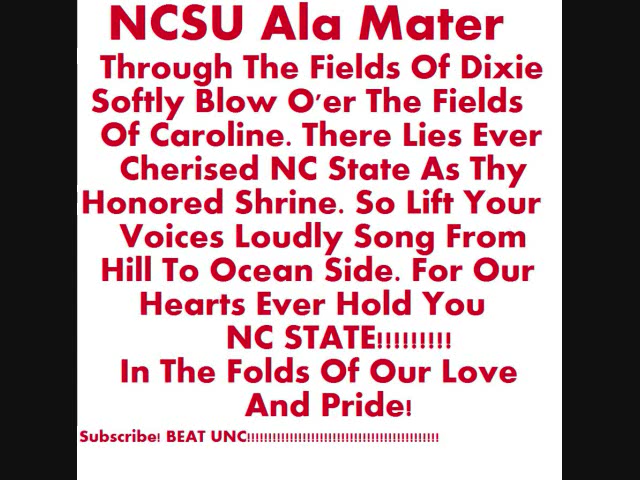 NCSU Ala Mater
Through The Fields Of Dixie
Softly Blow O'er The Fields
Of Caroline. There Lies Ever
Cherised NC State As Thy
Honored Shrine. So Lift Your
Voices Loudly Song From
Hill To Ocean Side. For Our
Hearts Ever Hold You
NC STATE!!!!!!!!!
In The Folds Of Our Love
And Pride!
Subscribe! BEAT UNC!!!!!!!!!!!!!!!!!!!!!!!!!!!!!!!!!!!!!!!!!!!!!